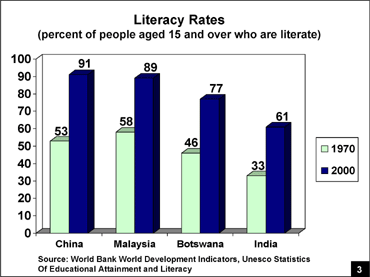 Literacy Rates
(percent of people aged 15 and over who are literate)
100
90
80
70
60
50
40
30
20
10
0
53
91
58
89
46
77
33
61
China
Malaysia
Botswana
India
1970
2000
Source: World Bank World Development Indicators, Unesco Statistics
Of Educational Attainment and Literacy
3